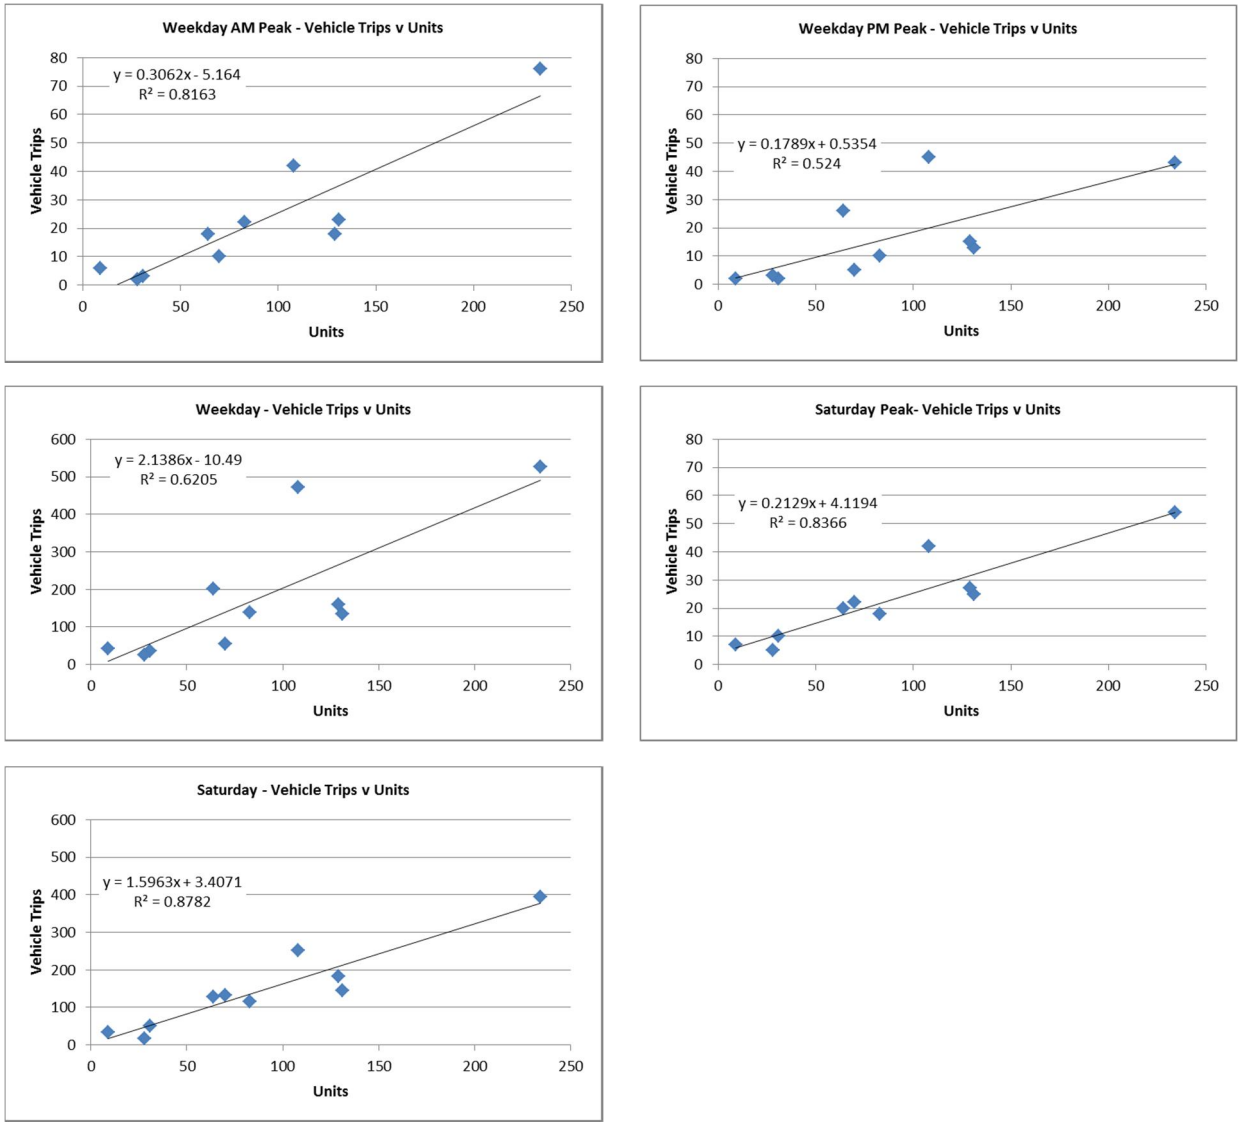 Weekday AM Peak - Vehicle Trips v Units
y = 0.3062x - 5.164
R² = 0.8163
Vehicle Trips
80
70
60
50
40
30
20
10
0
0 50 100 150 200 250
Units
Weekday PM Peak - Vehicle Trips v Units
y = 0.1789x + 0.5354
R² = 0.524
Vehicle Trips
80
70
60
50
40
30
20
10
0
0 50 100 150 200 250
Units
Weekday - Vehicle Trips v Units
y = 2.1386x - 10.49
R² = 0.6205
Vehicle Trips
600
500
400
300
200
100
0
0 50 100 150 200 250
Units
Saturday Peak- Vehicle Trips v Units
y = 0.2129x + 4.1194
R² = 0.8366
Vehicle Trips
80
70
60
50
40
30
20
10
0
0 50 100 150 200 250
Units
Saturday - Vehicle Trips v Units
y = 1.5963x + 3.4071
R² = 0.8782
Vehicle Trips
600
500
400
300
200
100
0
0 50 100 150 200 250
Units